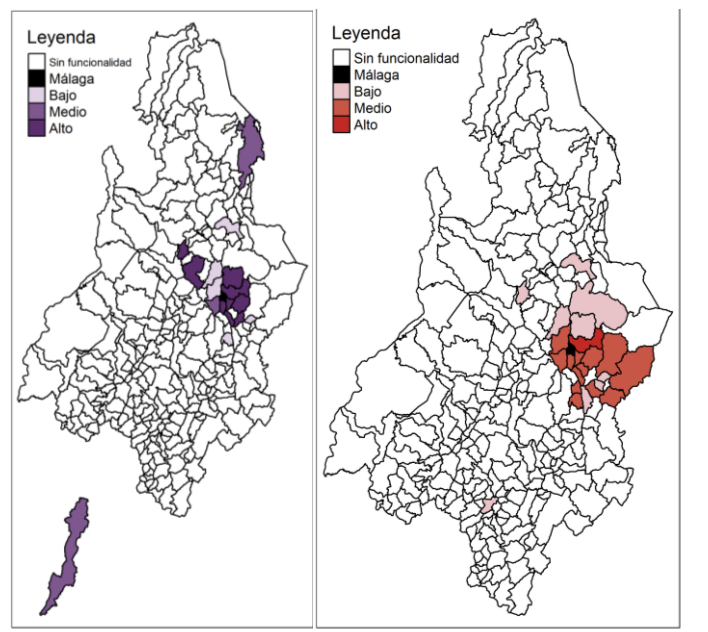 Leyenda
Sin funcionalidad
Málaga
Bajo
Medio
Alto
Leyenda
Sin funcionalidad
Málaga
Bajo
Medio
Alto